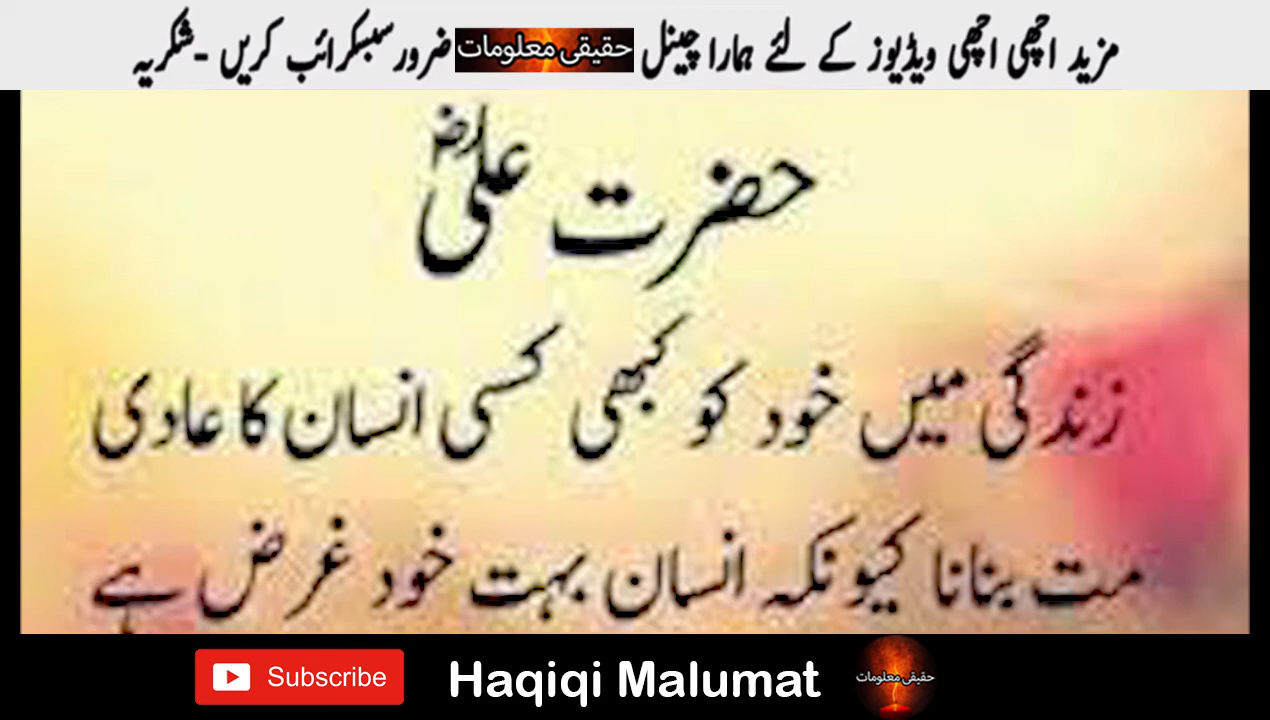 مزید اچھی اچھی ویڈیوز کے لئے ہمارا چینل حقیقی معلومات ضرور سبسکرائب کریں - شکریہ
حضرت علیؓ
زندگی میں خود کو کبھی کسی انسان کا عادی
مت بنانا کیونکہ انسان بہت خود غرض ہے
Subscribe Haqiqi Malumat حقیقی معلومات